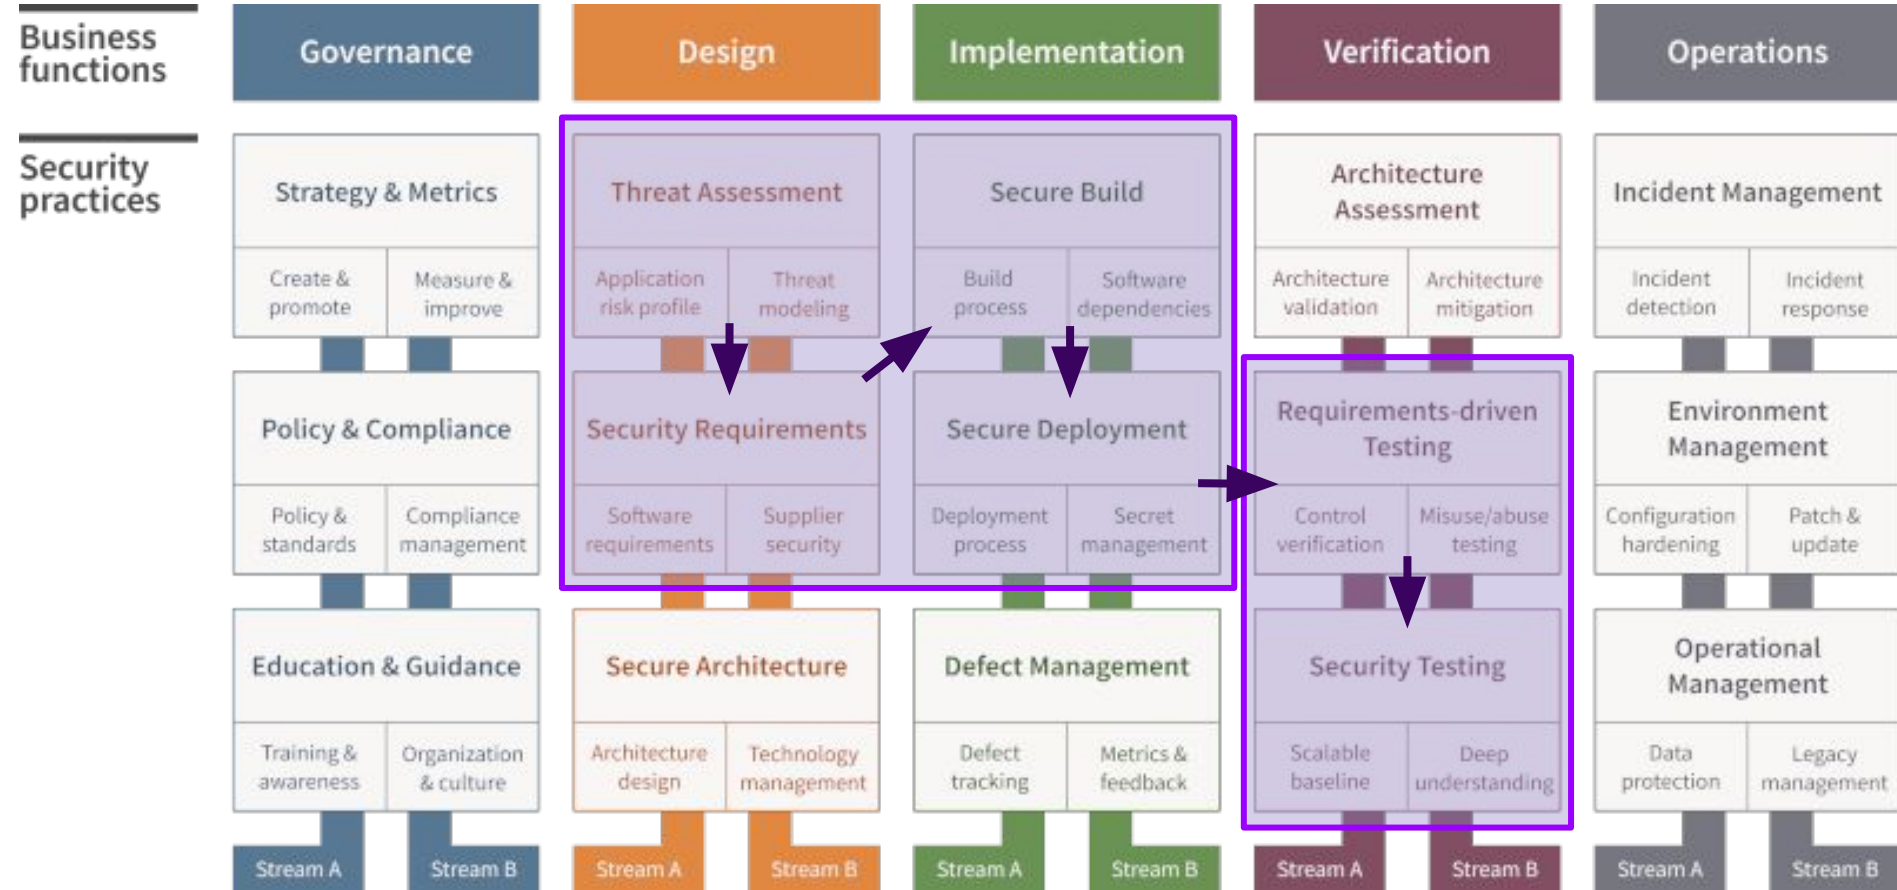 Business
functions
Governance
Design
Implementation
Verification
Operations
Security
practices
Strategy & Metrics
Create &
promote
Measure &
improve
Threat Assessment
Application
risk profile
Threat
modeling
Secure Build
Build
process
Software
dependencies
Architecture
Assessment
Architecture
validation
Architecture
mitigation
Incident Management
Incident
detection
Incident
response
Policy & Compliance
Policy &
standards
Compliance
management
Security Requirements
Software
requirements
Supplier
security
Secure Deployment
Deployment
process
Secret
management
Requirements-driven
Testing
Control
verification
Misuse/abuse
testing
Environment
Management
Configuration
hardening
Patch &
update
Education & Guidance
Training &
awareness
Organization
& culture
Secure Architecture
Architecture
design
Technology
management
Defect Management
Defect
tracking
Metrics &
feedback
Security Testing
Scalable
baseline
Deep
understanding
Operational
Management
Data
protection
Legacy
management
Stream A
Stream B
Stream A
Stream B
Stream A
Stream B
Stream A
Stream B
Stream A
Stream B